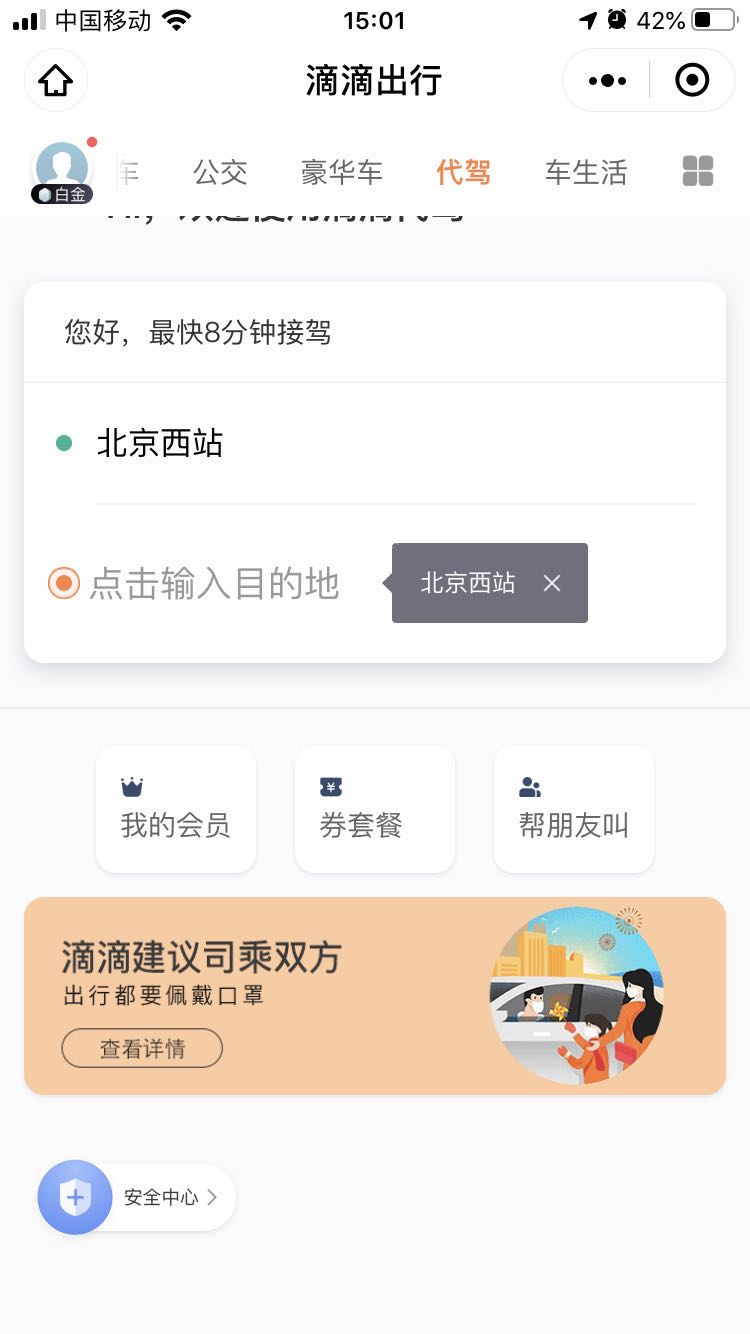 中国移动
15:01
42%
滴滴出行
白金
车
公交
豪华车
代驾
车生活
Hi，欢迎使用滴滴代驾
您好，最快8分钟接驾
北京西站
点击输入目的地
北京西站
我的会员
券套餐
帮朋友叫
滴滴建议司乘双方
出行都要佩戴口罩
查看详情
安全中心